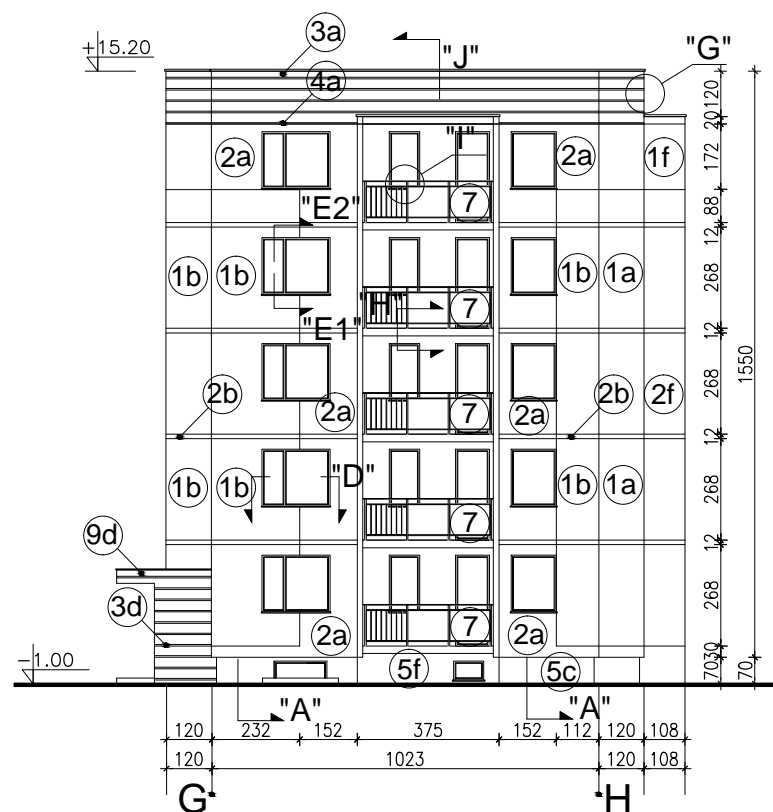 3a
+15.20
"J"
"G"
4a
120
20
"I"
2a
2a
1f
172
7
88
"E2"
12
1b
1b
1b
1a
268
"H"
7
"E1"
12
1550
2b
2b
2f
268
2a
7
2a
12
1b
1b
"D"
1b
1a
268
7
9d
12
3d
268
2a
7
2a
30
-1.00
5f
5c
70
70
"A"
"A"
120
232
152
375
152
112
120
108
120
1023
120
108
G
H